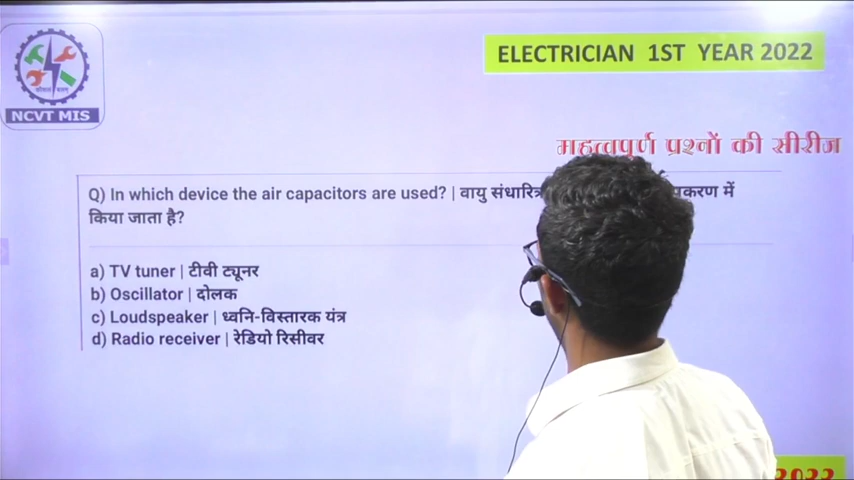 NCVT MIS
ELECTRICIAN 1ST YEAR 2022
महत्वपूर्ण प्रश्नों की सीरीज
Q) In which device the air capacitors are used? | वायु में
किया जाता है?
a) TV tuner | टीवी ट्यूनर
b) Oscillator | दोलक
c) Loudspeaker | ध्वनि-विस्तारक यंत्र
d) Radio receiver | रेडियो रिसीवर